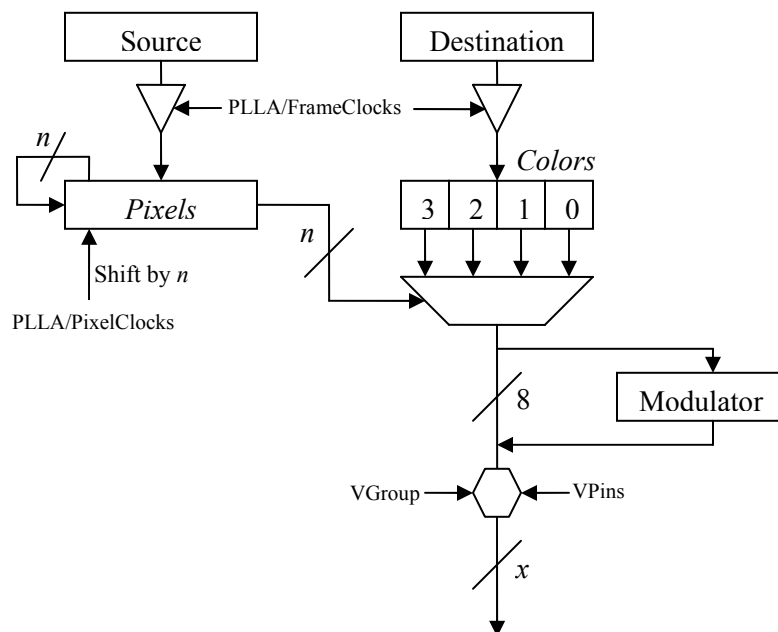 Source
Destination
PLLA/FrameClocks
n
Colors
Pixels
3 2 1 0
n
Shift by n
PLLA/PixelClocks
8
Modulator
VGroup
VPins
x